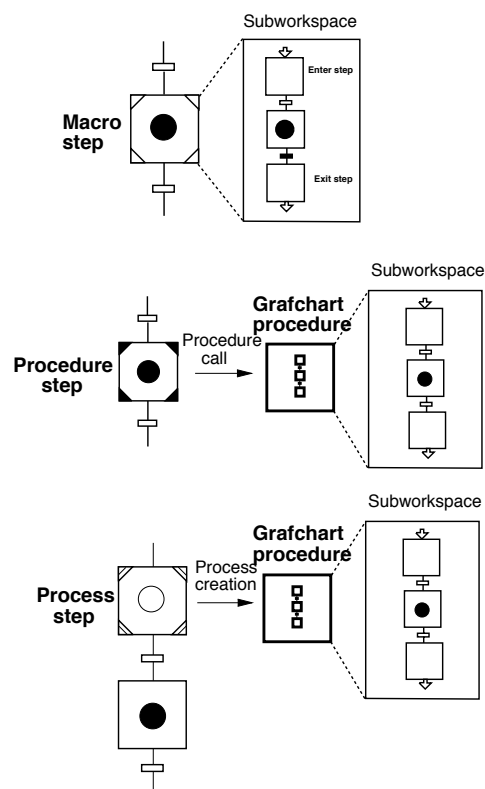 Subworkspace
Enter step
Macro
step
Exit step
Subworkspace
Grafchart
procedure
Procedure
call
Procedure
step
Subworkspace
Grafchart
procedure
Process
creation
Process
step